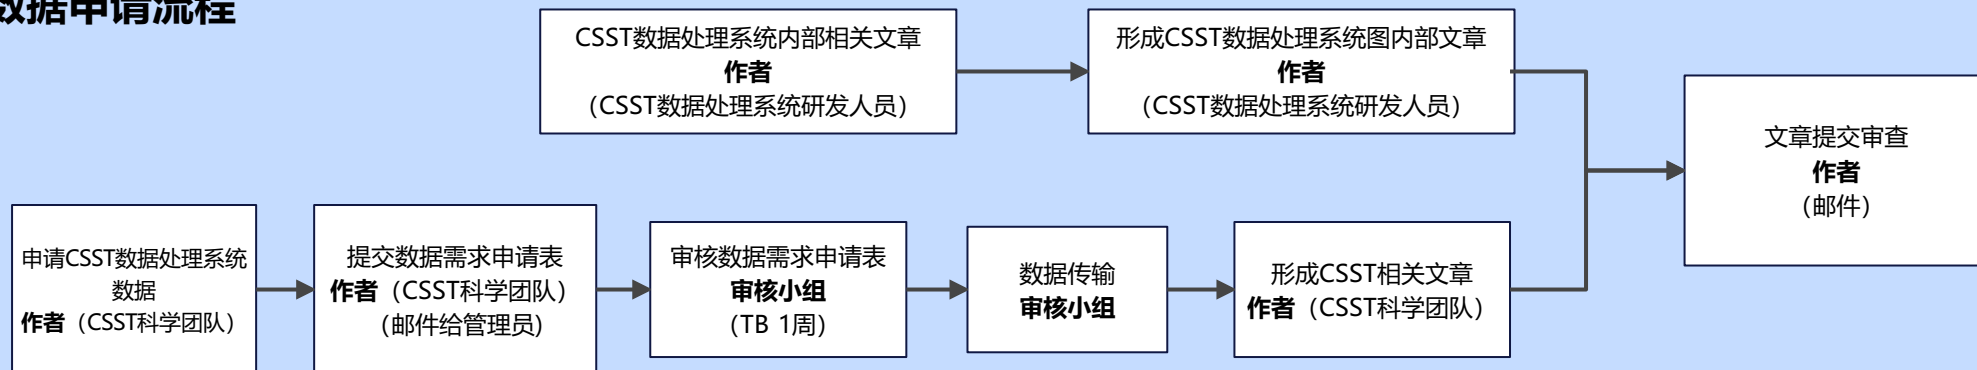 数据申请流程
CSST数据处理系统内部相关文章
作者
（CSST数据处理系统研发人员）
形成CSST数据处理系统图内部文章
作者
（CSST数据处理系统研发人员）
文章提交审查
作者
（邮件）
申请CSST数据处理系统
数据
作者（CSST科学团队）
提交数据需求申请表
作者（CSST科学团队）
（邮件给管理员)
审核数据需求申请表
审核小组
（TB 1周）
数据传输
审核小组
形成CSST相关文章
作者（CSST科学团队）